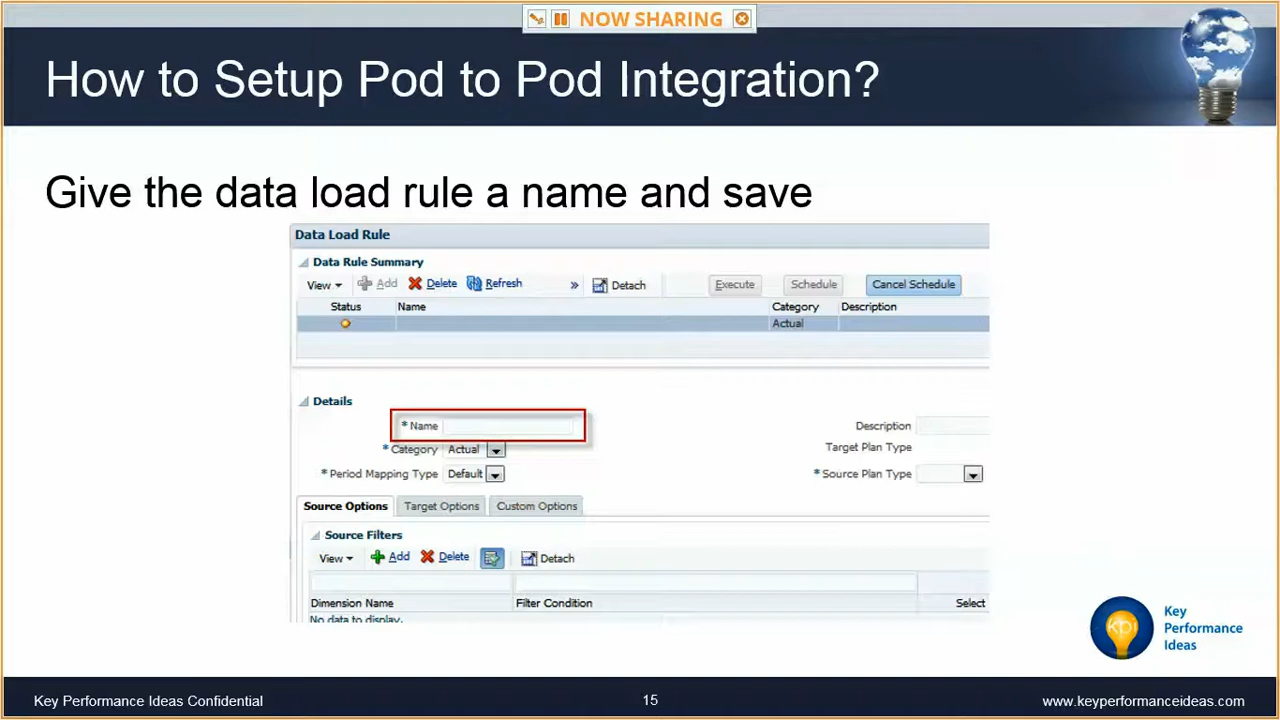 NOW SHARING
How to Setup Pod to Pod Integration?
Give the data load rule a name and save
Data Load Rule
Data Rule Summary
View Add Delete Refresh » Detach Execute Schedule Cancel Schedule
Status Name Category Description
Actual
Details
* Name Description
* Category Actual Target Plan Type
* Period Mapping Type Default * Source Plan Type
Source Options Target Options Custom Options
Source Filters
View Add Delete Detach
Dimension Name Filter Condition Select
No data to display.
kpi
Key
Performance
Ideas
Key Performance Ideas Confidential 15 www.keyperformanceideas.com